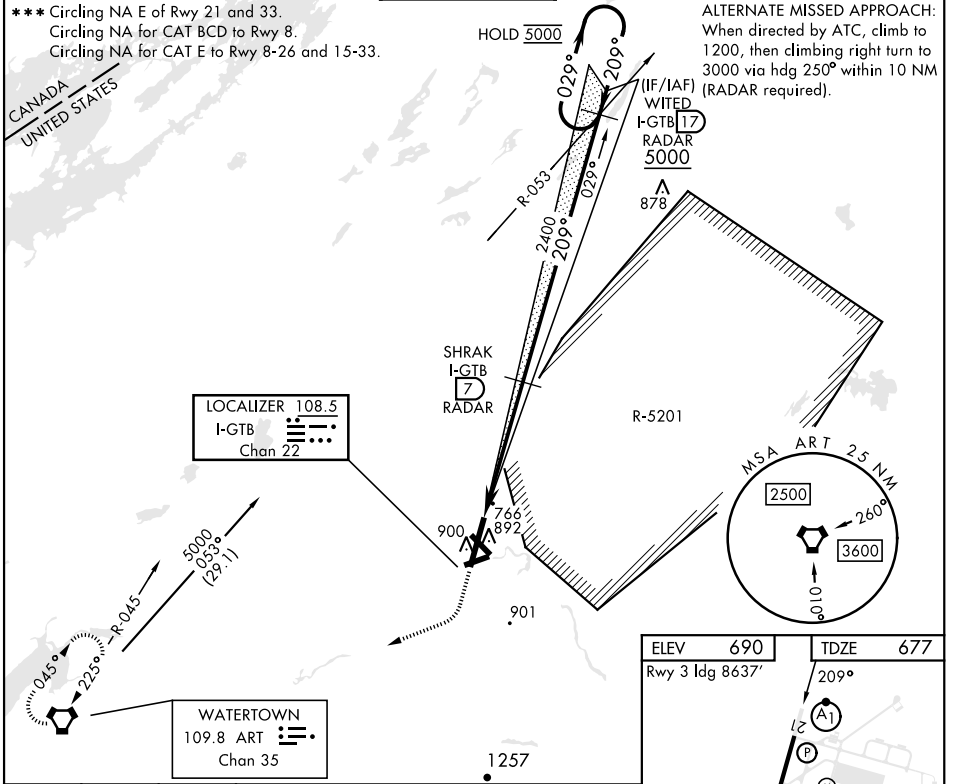 *** Circling NA E of Rwy 21 and 33.
Circling NA for CAT BCD to Rwy 8.
Circling NA for CAT E to Rwy 8-26 and 15-33.
CANADA
UNITED STATES
HOLD 5000
029°
209°
ALTERNATE MISSED APPROACH:
When directed by ATC, climb to
1200, then climbing right turn to
3000 via hdg 250° within 10 NM
(RADAR required).
(IF/IAF)
WITED
I-GTB 17
RADAR
5000
R-053
029°
2400
209°
878
SHRAK
I-GTB
7
RADAR
R-5201
LOCALIZER 108.5
I-GTB
Chan 22
MSA ART 25 NM
2500
260°
3600
010°
766
900
892
901
5000
053°
(29.1)
R-045
045°
225°
WATERTOWN
109.8 ART
Chan 35
1257
ELEV 690
TDZE 677
Rwy 3 ldg 8637'
209°
A1
21
P